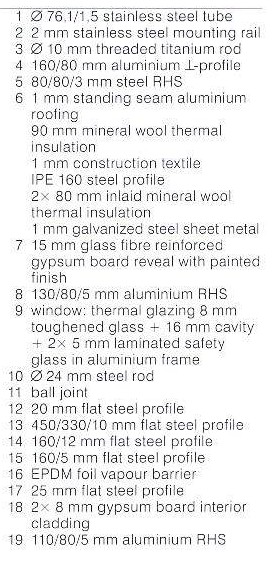 1 Ø 76.1/1.5 stainless steel tube
2 2 mm stainless steel mounting rail
3 Ø 10 mm threaded titanium rod
4 160/80 mm aluminium ⊥-profile
5 80/80/3 mm steel RHS
6 1 mm standing seam aluminium
roofing
90 mm mineral wool thermal
insulation
1 mm construction textile
IPE 160 steel profile
2× 80 mm inlaid mineral wool
thermal insulation
1 mm galvanized steel sheet metal
7 15 mm glass fibre reinforced
gypsum board reveal with painted
finish
8 130/80/5 mm aluminium RHS
9 window: thermal glazing 8 mm
toughened glass + 16 mm cavity
+ 2× 5 mm laminated safety
glass in aluminium frame
10 Ø 24 mm steel rod
11 ball joint
12 20 mm flat steel profile
13 450/330/10 mm flat steel profile
14 160/12 mm flat steel profile
15 160/5 mm flat steel profile
16 EPDM foil vapour barrier
17 25 mm flat steel profile
18 2× 8 mm gypsum board interior
cladding
19 110/80/5 mm aluminium RHS